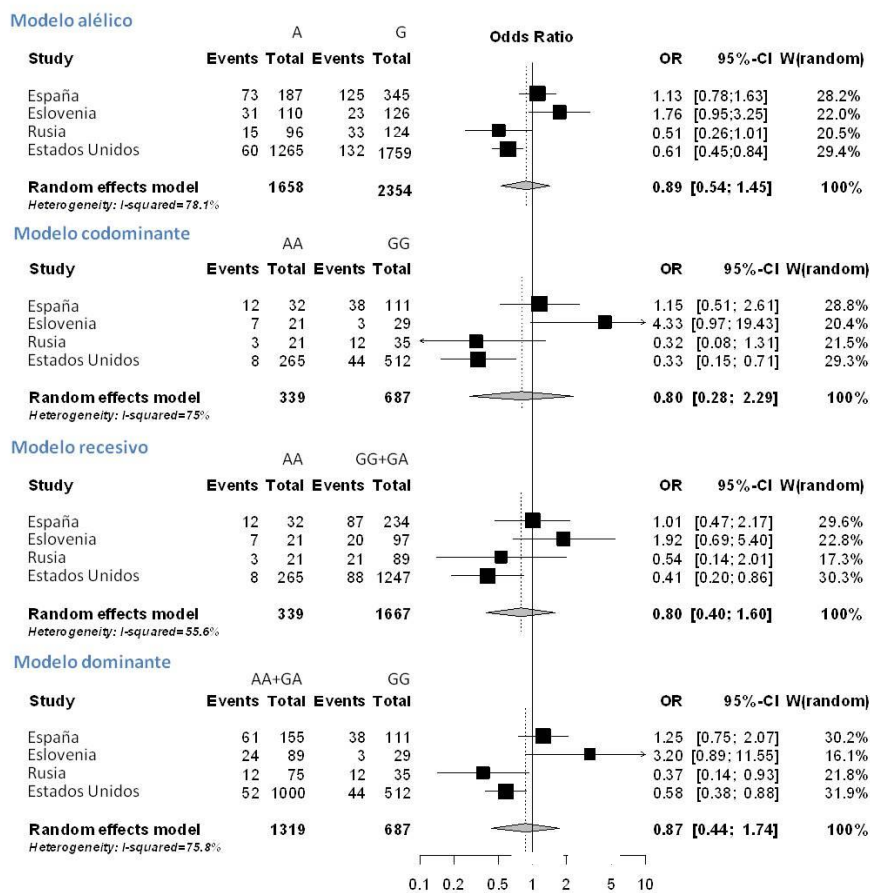 Modelo alélico
A G Odds Ratio
Study Events Total Events Total OR 95%-CI W(random)
España 73 187 125 345 1.13 [0.78;1.63] 28.2%
Eslovenia 31 110 23 126 1.76 [0.95;3.25] 22.0%
Rusia 15 96 33 124 0.51 [0.26;1.01] 20.5%
Estados Unidos 60 1265 132 1759 0.61 [0.45;0.84] 29.4%
Random effects model 1658 2354 0.89 [0.54; 1.45] 100%
Heterogeneity: I-squared=78.1%
Modelo codominante
AA GG
Study Events Total Events Total OR 95%-CI W(random)
España 12 32 38 111 1.15 [0.51; 2.61] 28.8%
Eslovenia 7 21 3 29 4.33 [0.97; 19.43] 20.4%
Rusia 3 21 12 35 0.32 [0.08; 1.31] 21.5%
Estados Unidos 8 265 44 512 0.33 [0.15; 0.71] 29.3%
Random effects model 339 687 0.80 [0.28; 2.29] 100%
Heterogeneity: I-squared=75%
Modelo recesivo
AA GG+GA
Study Events Total Events Total OR 95%-CI W(random)
España 12 32 87 234 1.01 [0.47; 2.17] 29.6%
Eslovenia 7 21 20 97 1.92 [0.69; 5.40] 22.8%
Rusia 3 21 21 89 0.54 [0.14; 2.01] 17.3%
Estados Unidos 8 265 88 1247 0.41 [0.20; 0.86] 30.3%
Random effects model 339 1667 0.80 [0.40; 1.60] 100%
Heterogeneity: I-squared=55.6%
Modelo dominante
AA+GA GG
Study Events Total Events Total OR 95%-CI W(random)
España 61 155 38 111 1.25 [0.75; 2.07] 30.2%
Eslovenia 24 89 3 29 3.20 [0.89; 11.55] 16.1%
Rusia 12 75 12 35 0.37 [0.14; 0.93] 21.8%
Estados Unidos 52 1000 44 512 0.58 [0.38; 0.88] 31.9%
Random effects model 1319 687 0.87 [0.44; 1.74] 100%
Heterogeneity: I-squared=75.8%
0.1 0.2 0.5 1 2 5 10